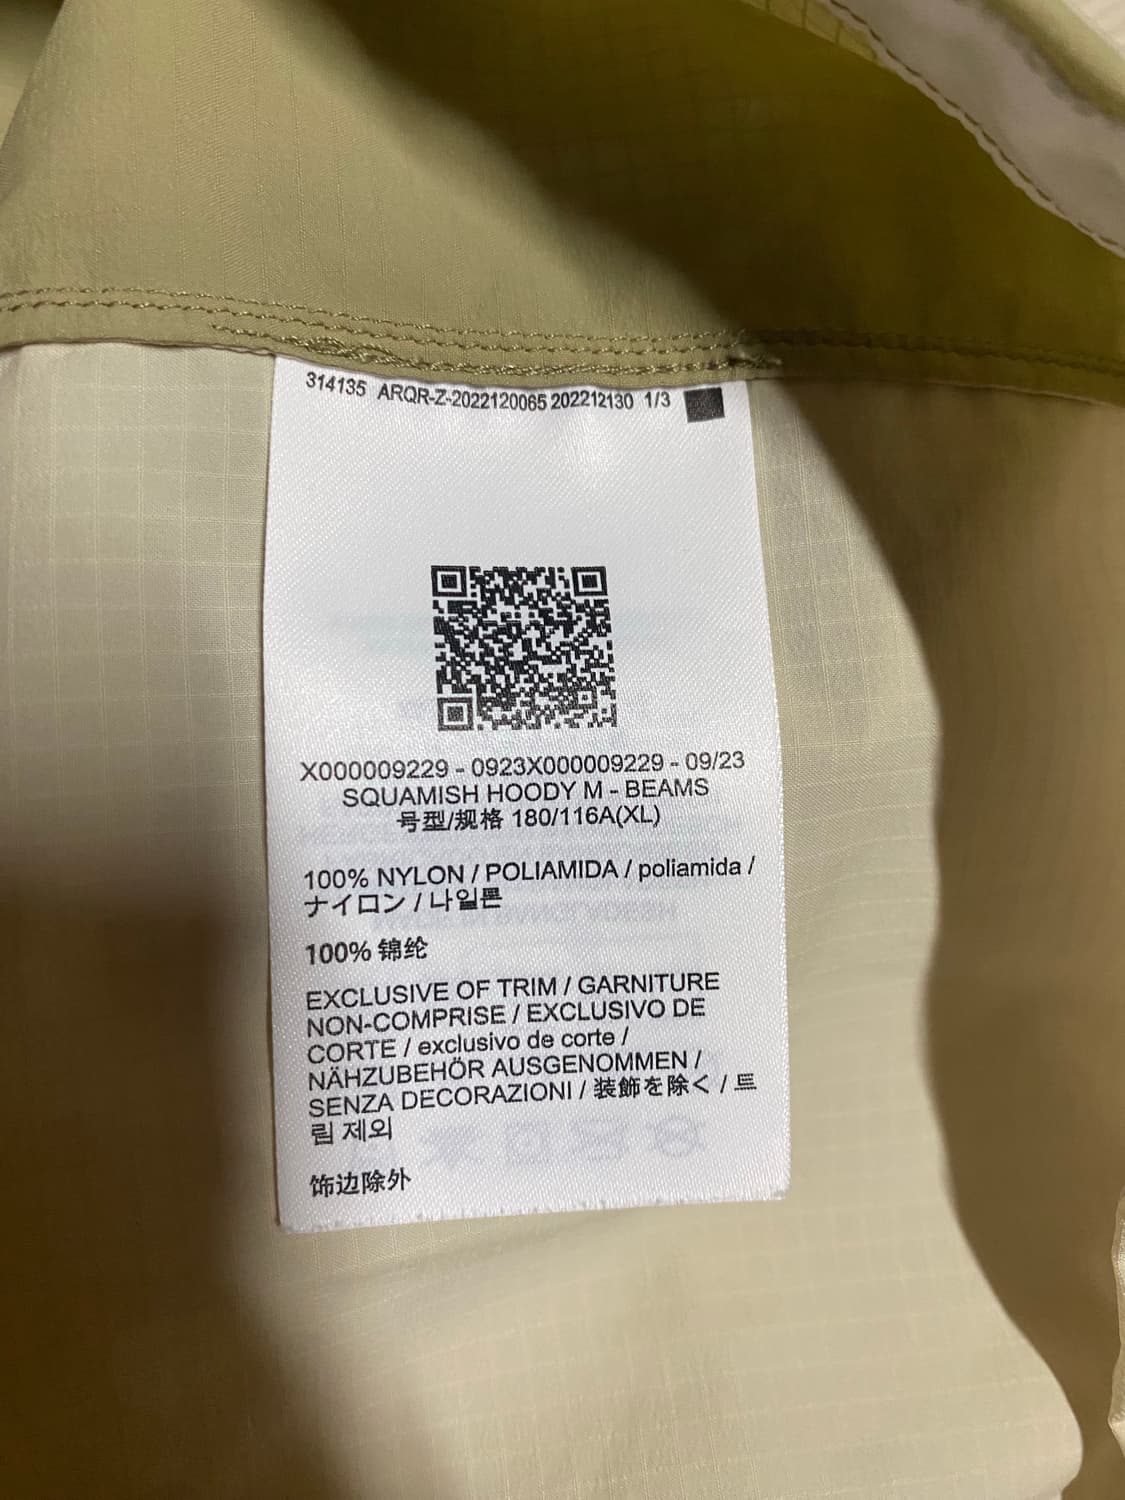 314135 ARQR-Z-2022120065 202212130 1/3
X000009229 - 0923X000009229 - 09/23
SQUAMISH HOODY M - BEAMS
号型/规格 180/116A(XL)
100% NYLON / POLIAMIDA / poliamida /
ナイロン / 나일론
100% 锦纶
EXCLUSIVE OF TRIM / GARNITURE
NON-COMPRISE / EXCLUSIVO DE
CORTE / exclusivo de corte /
NÄHZUBEHÖR AUSGENOMMEN /
SENZA DECORAZIONI / 装飾を除く / 트
림 제외
饰边除外